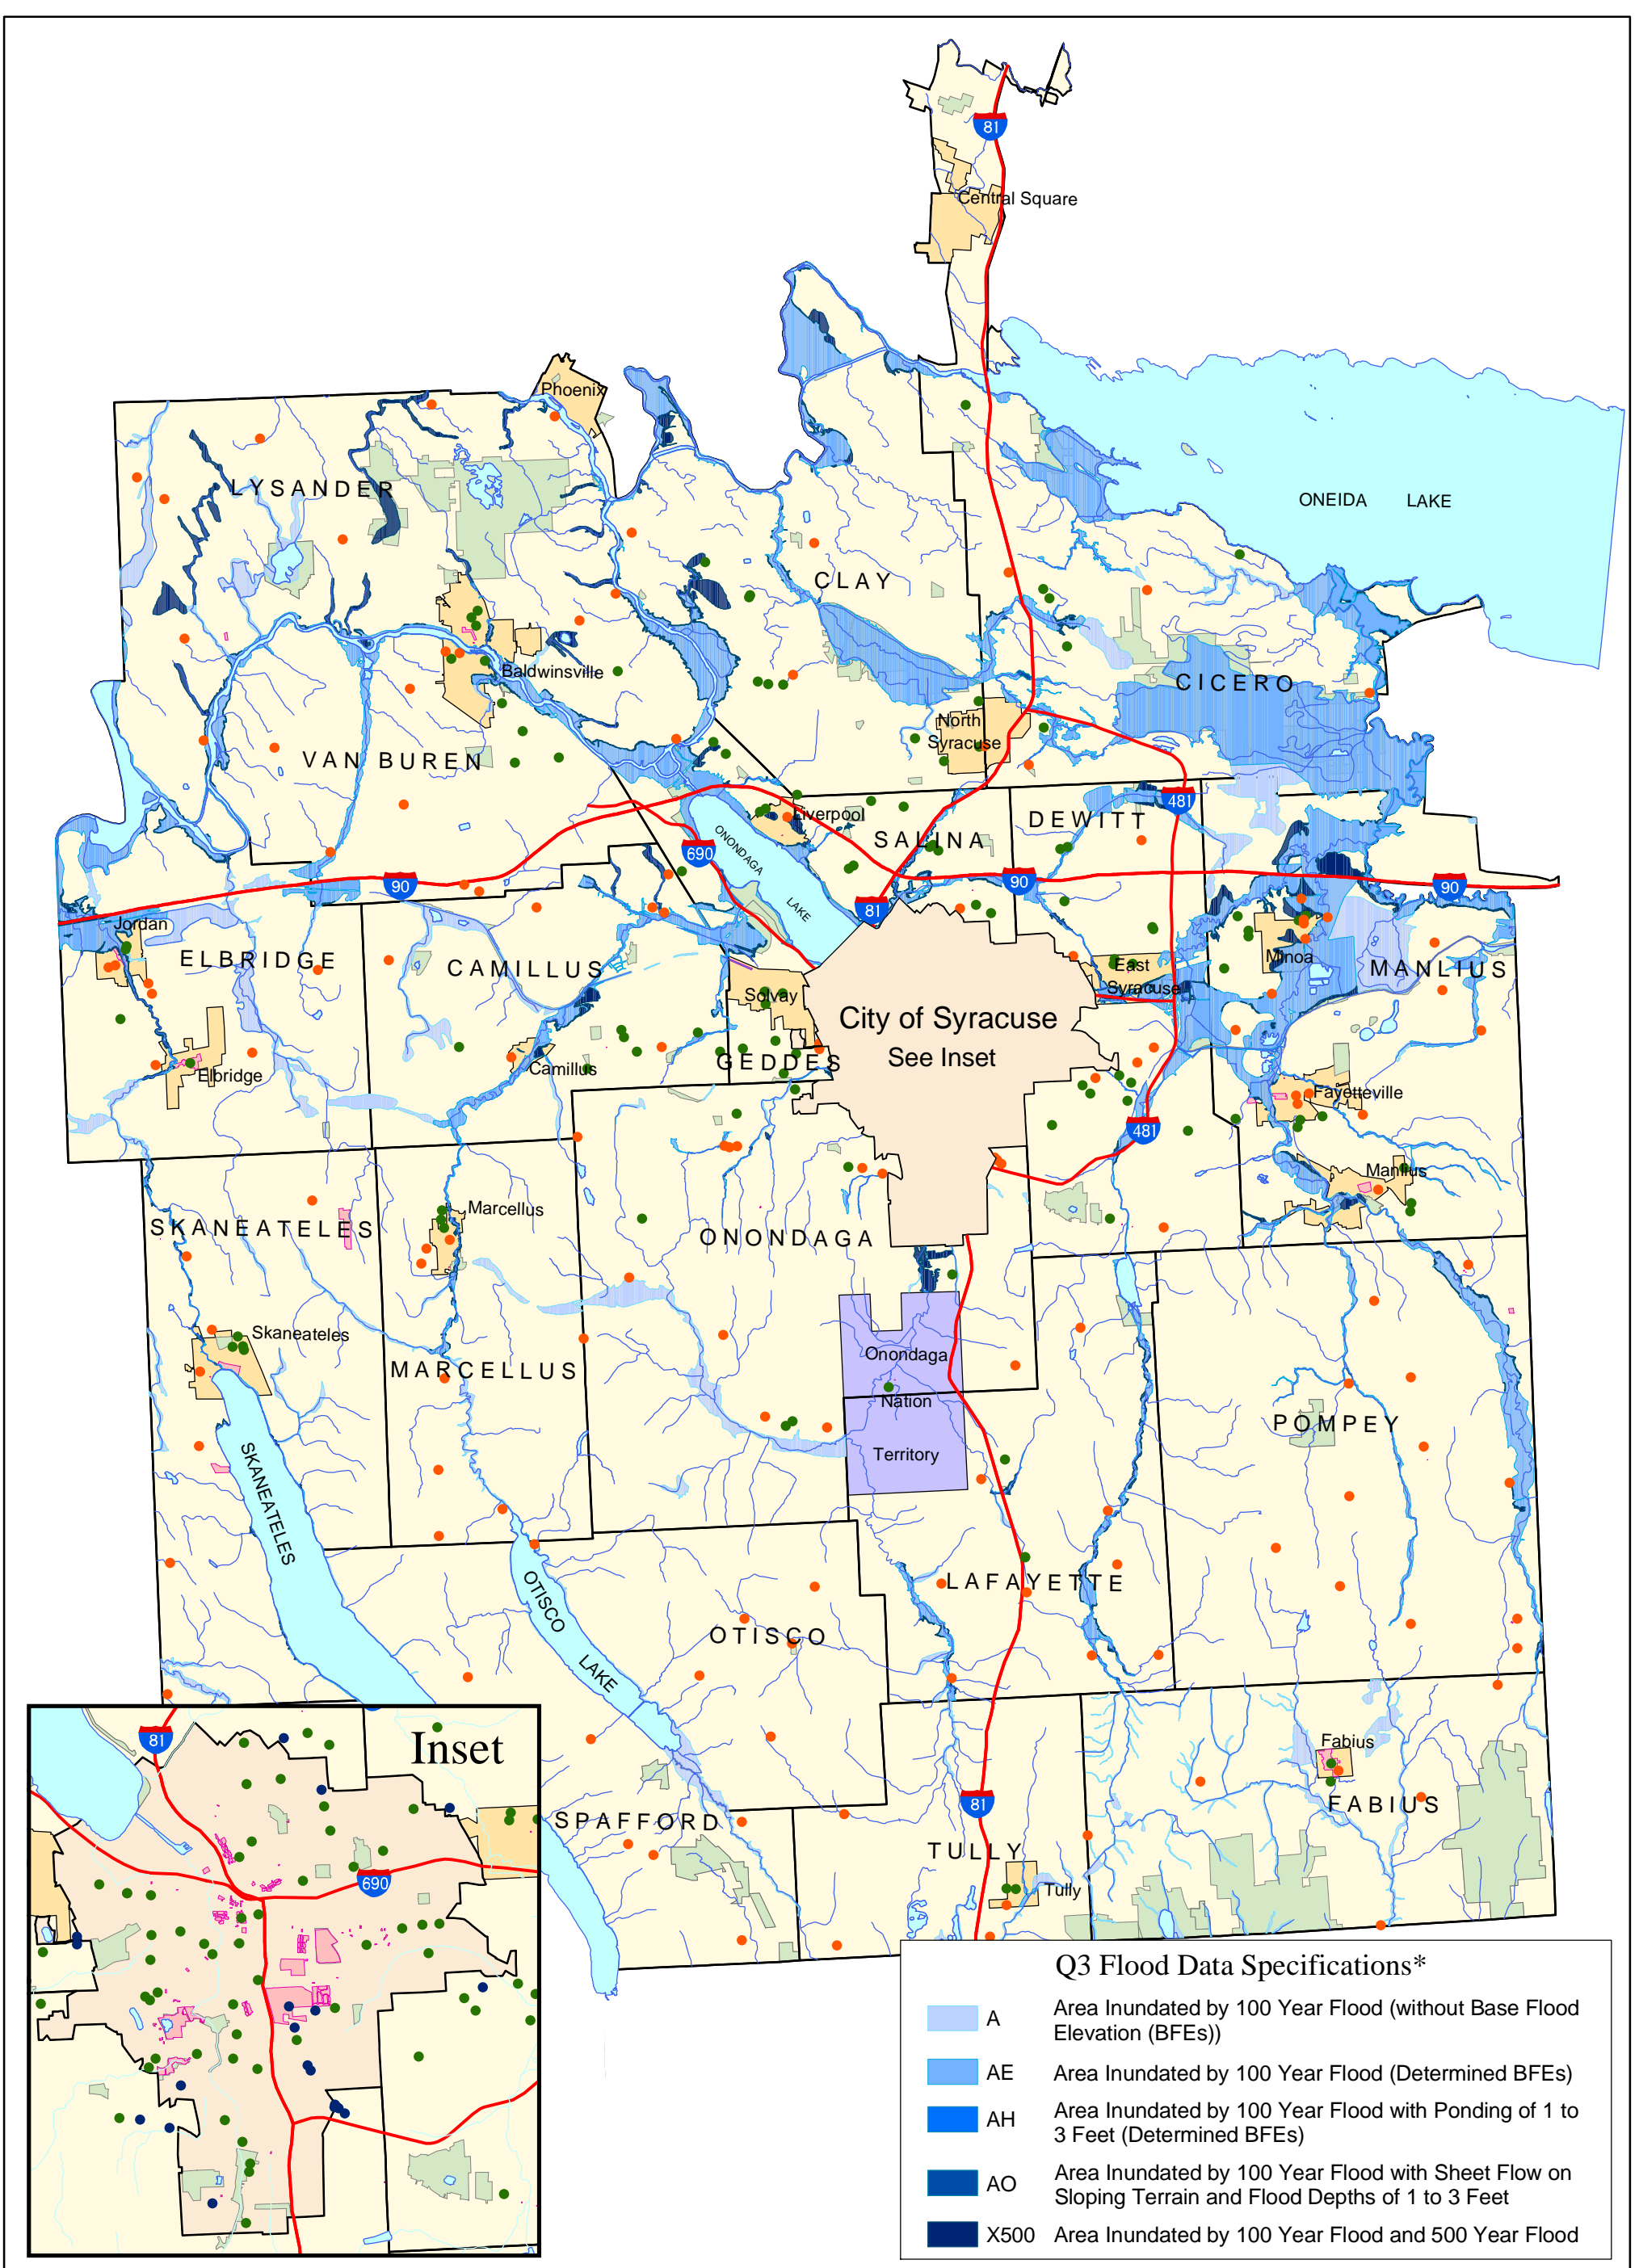 81
Central Square
Phoenix
LYSANDER
ONEIDA LAKE
CLAY
Baldwinsville
CICERO
North
Syracuse
VAN BUREN
481
Liverpool
DEWITT
SALINA
ONONDAGA
LAKE
690
90
90
90
81
Jordan
ELBRIDGE
CAMILLUS
Solvay
East
Syracuse
Minoa
MANLIUS
City of Syracuse
See Inset
GEDDES
Camillus
Elbridge
Fayetteville
481
Manlius
Marcellus
SKANEATELES
ONONDAGA
Skaneateles
MARCELLUS
Onondaga
Nation
Territory
POMPEY
SKANEATELES
OTISCO
LAKE
LAFAYETTE
OTISCO
Inset
81
690
Fabius
FABIUS
81
SPAFFORD
TULLY
Tully
Q3 Flood Data Specifications*
A Area Inundated by 100 Year Flood (without Base Flood
Elevation (BFEs))
AE Area Inundated by 100 Year Flood (Determined BFEs)
AH Area Inundated by 100 Year Flood with Ponding of 1 to
3 Feet (Determined BFEs)
AO Area Inundated by 100 Year Flood with Sheet Flow on
Sloping Terrain and Flood Depths of 1 to 3 Feet
X500 Area Inundated by 100 Year Flood and 500 Year Flood